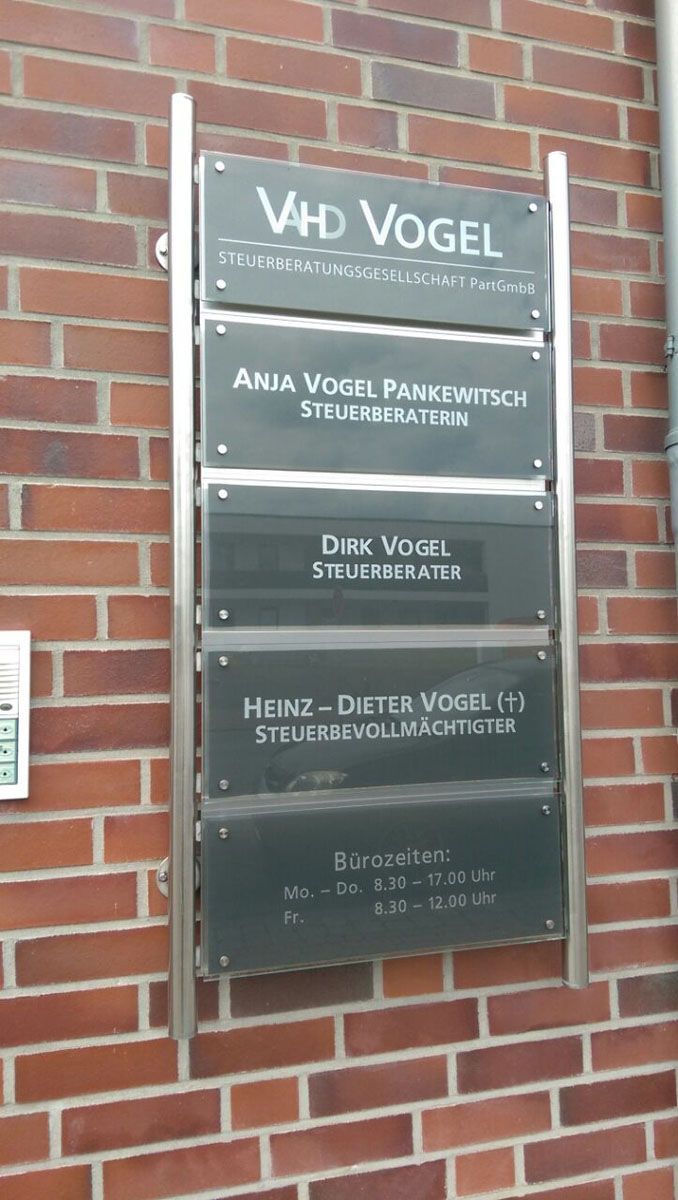 VAHD VOGEL
STEUERBERATUNGSGESELLSCHAFT PartGmbB
ANJA VOGEL PANKEWITSCH
STEUERBERATERIN
DIRK VOGEL
STEUERBERATER
HEINZ – DIETER VOGEL (†)
STEUERBEVOLLMÄCHTIGTER
Bürozeiten:
Mo. – Do. 8.30 – 17.00 Uhr
Fr. 8.30 – 12.00 Uhr